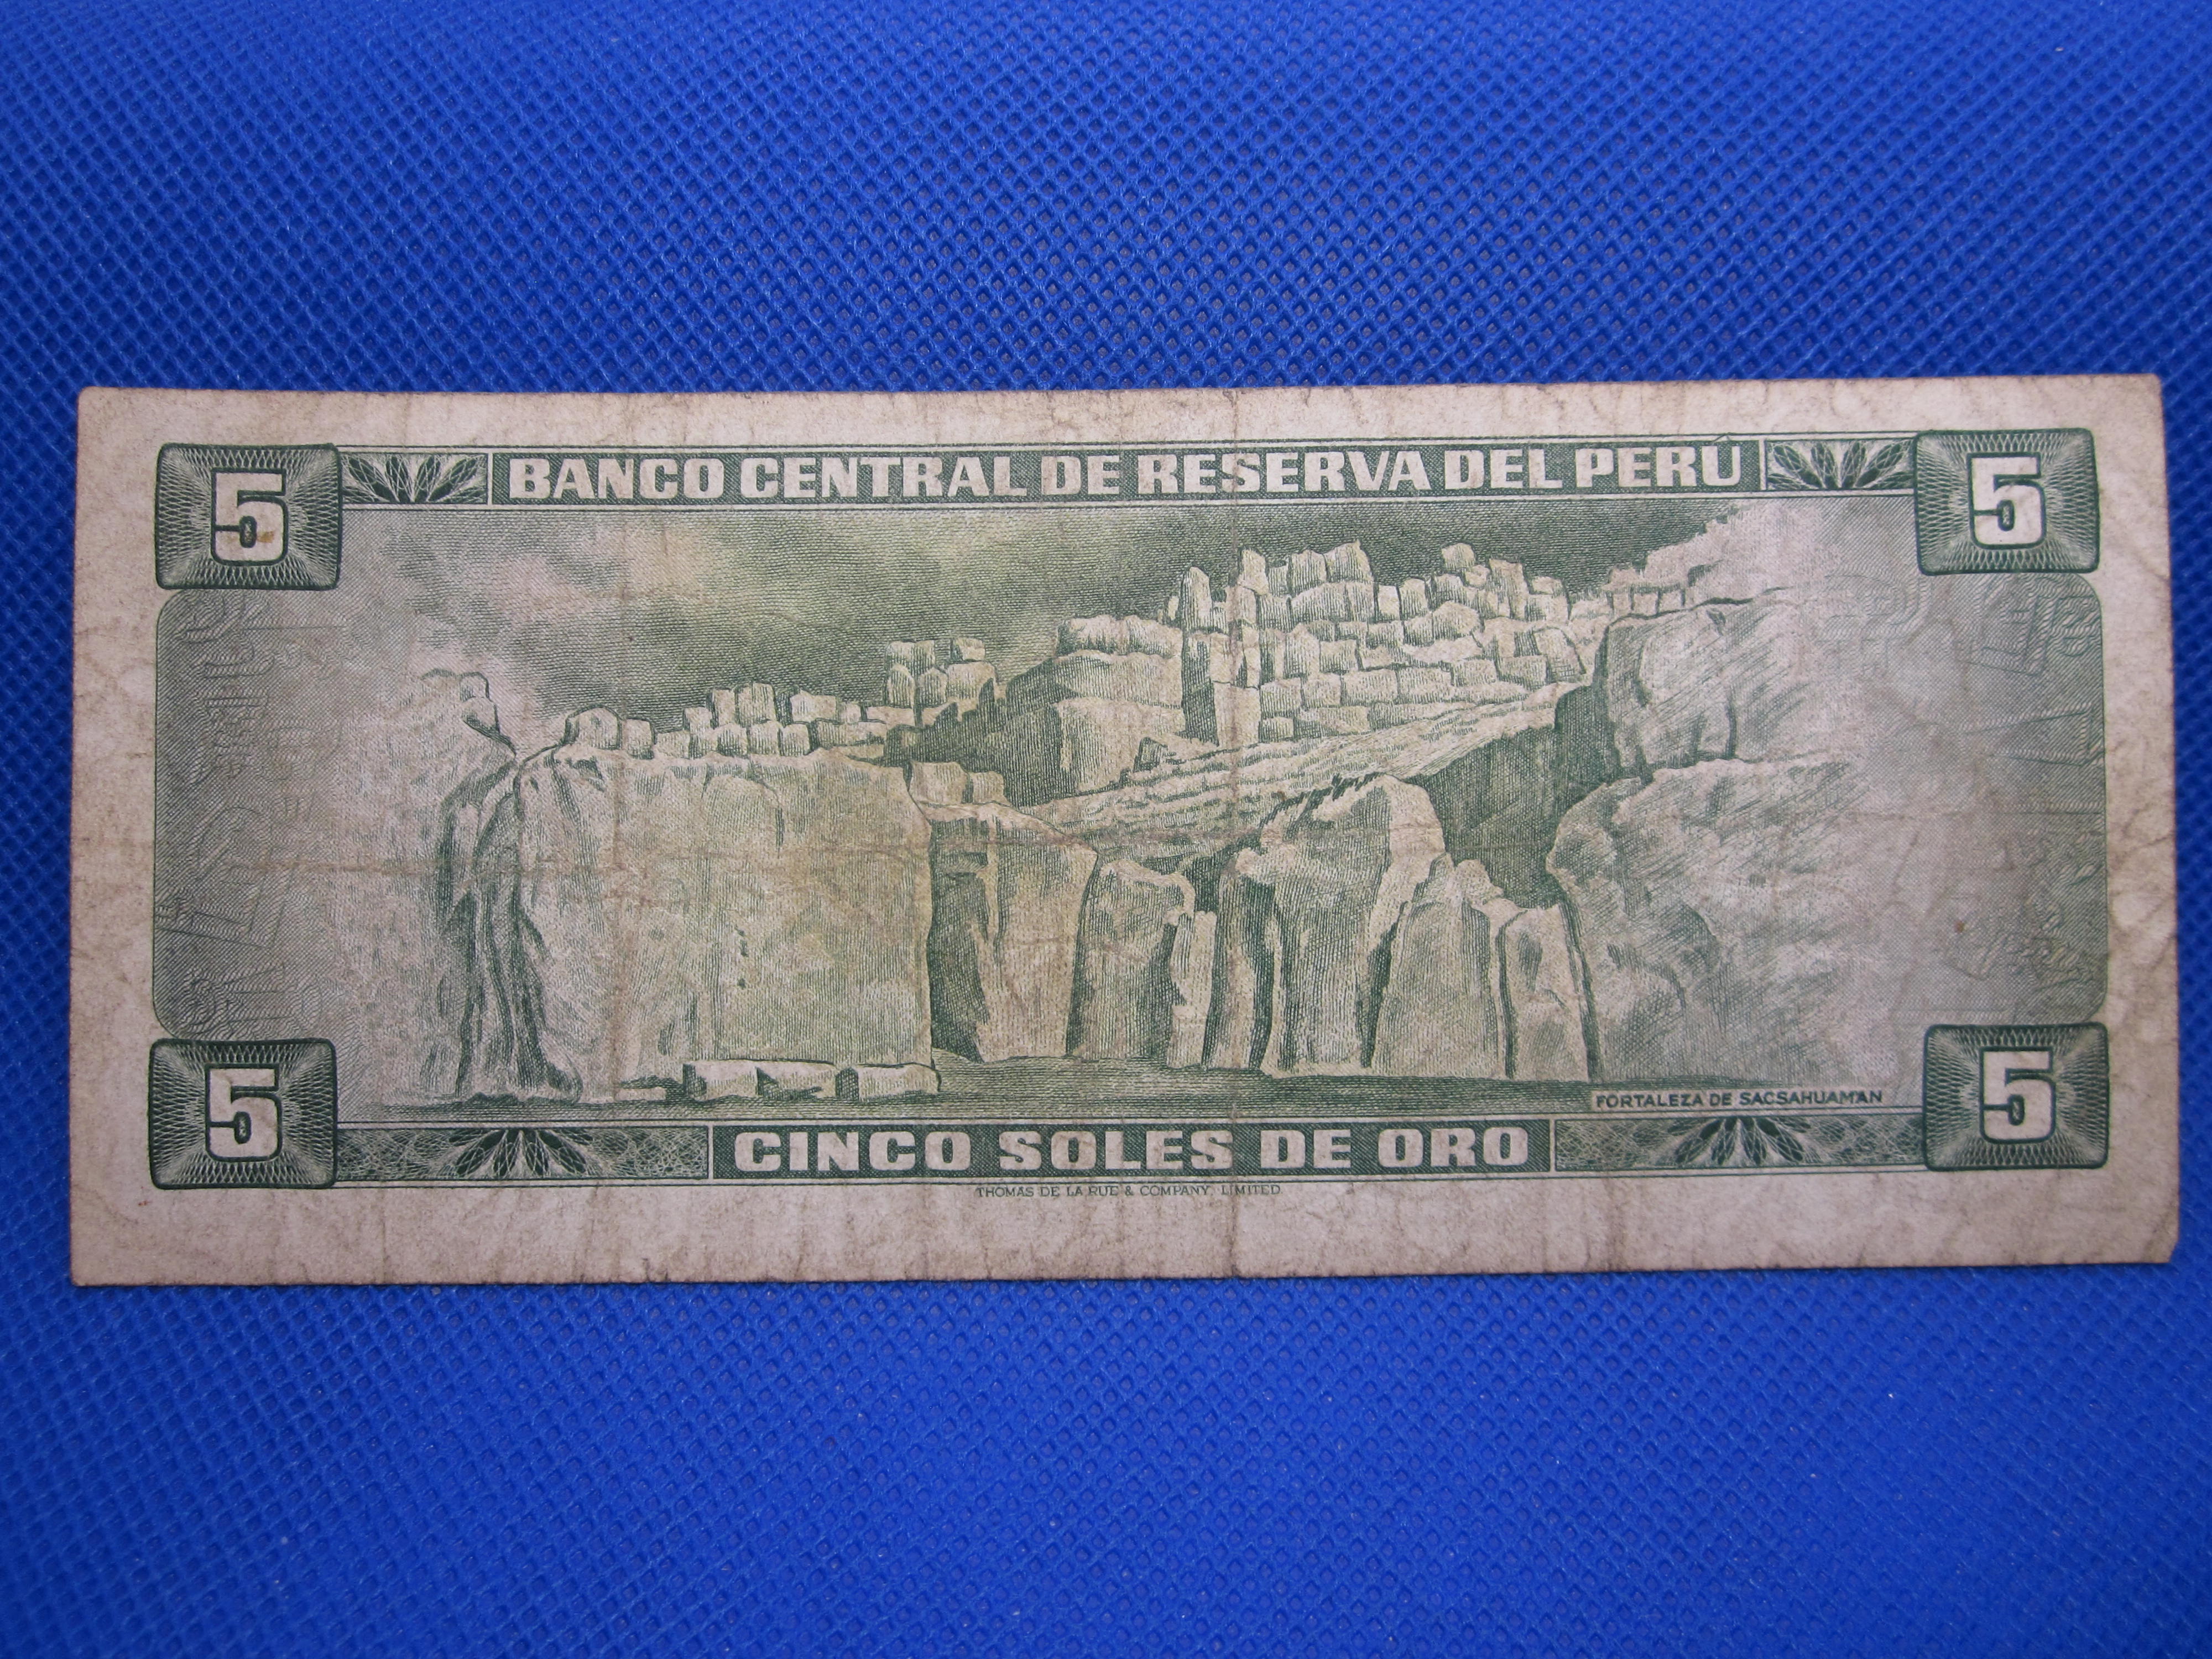 5 BANCO CENTRAL DE RESERVA DEL PERÚ 5
FORTALEZA DE SACSAHUAMAN
5 CINCO SOLES DE ORO 5
THOMAS DE LA RUE & COMPANY, LIMITED